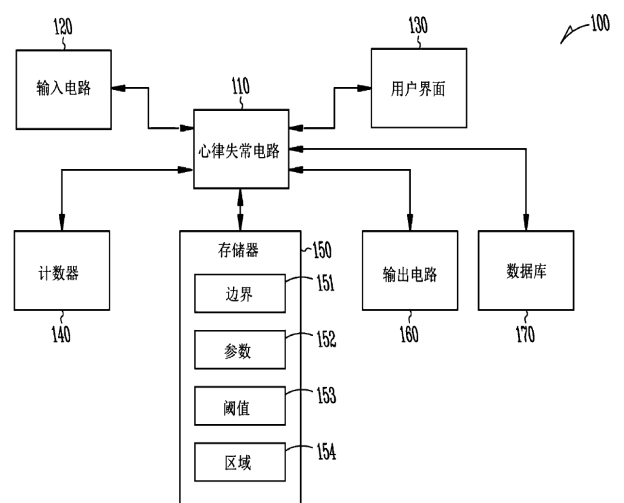 120
输入电路
110
心律失常电路
130
用户界面
100
计数器
140
存储器
150
边界
151
参数
152
阈值
153
区域
154
输出电路
160
数据库
170